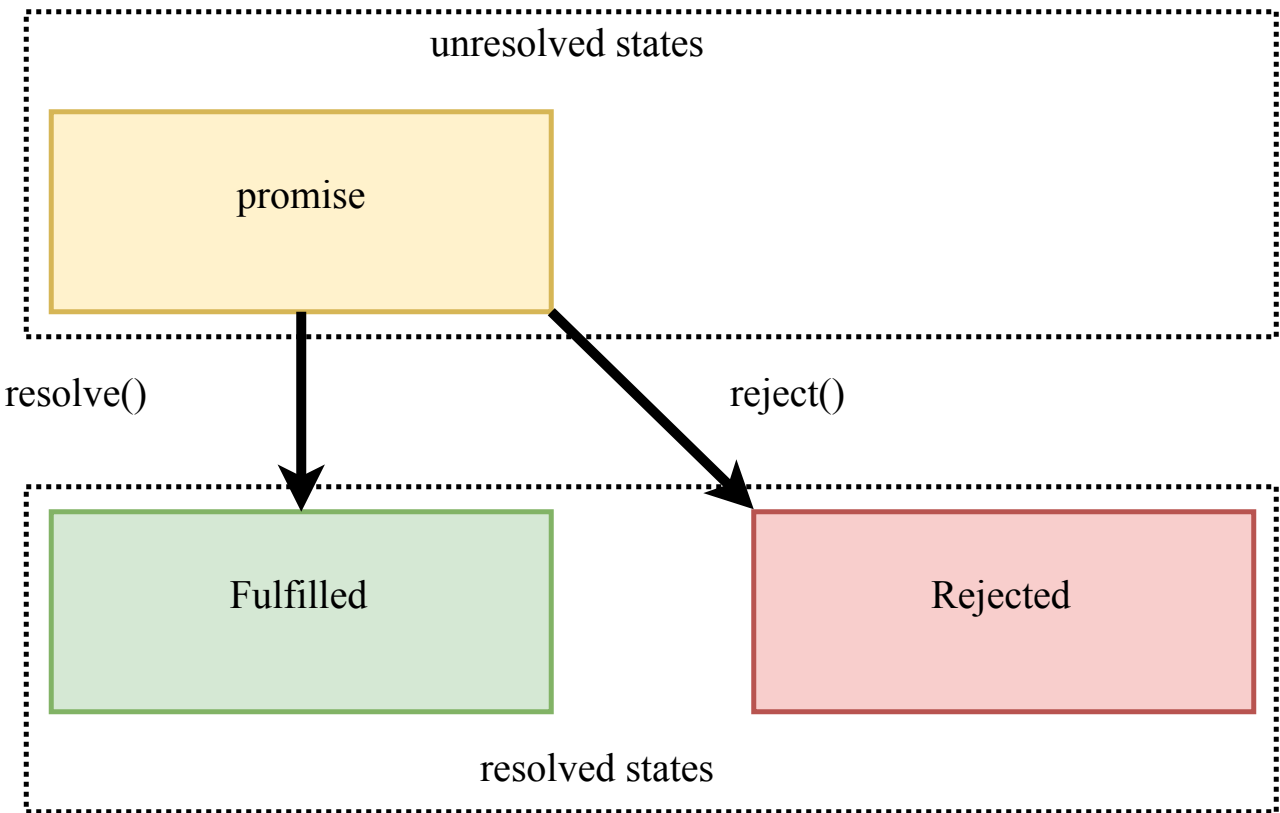 unresolved states
promise
resolve()
reject()
Fulfilled
Rejected
resolved states